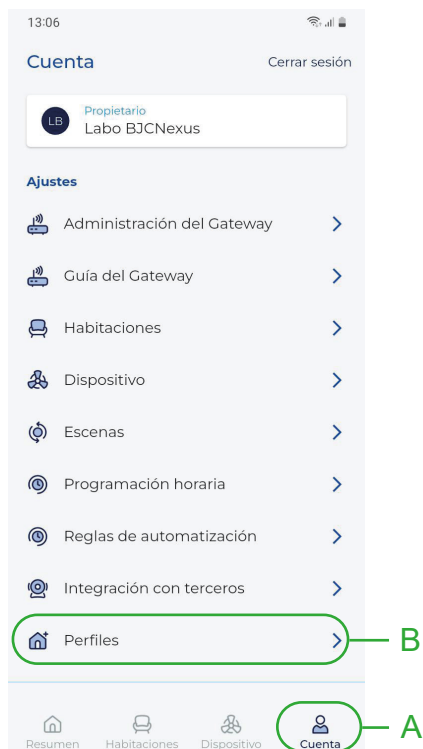 13:06
Cuenta Cerrar sesión
LB
Propietario
Labo BJCNexus
Ajustes
Administración del Gateway
Guía del Gateway
Habitaciones
Dispositivo
Escenas
Programación horaria
Reglas de automatización
Integración con terceros
Perfiles
B
Resumen Habitaciones Dispositivo Cuenta
A